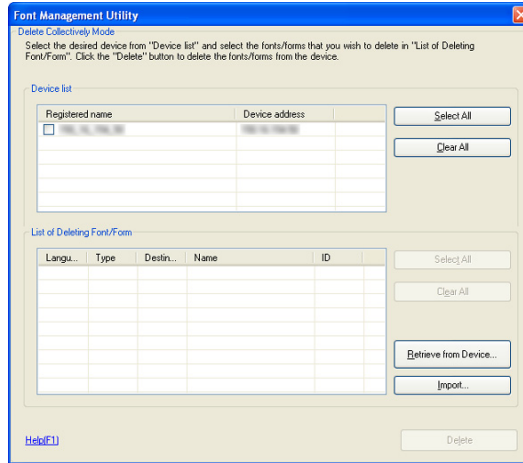 Font Management Utility
Delete Collectively Mode
Select the desired device from "Device list" and select the fonts/forms that you wish to delete in "List of Deleting
Font/Form". Click the "Delete" button to delete the fonts/forms from the device.
Device list
Registered name Device address
Select All
Clear All
List of Deleting Font/Form
Langu... Type Destin... Name ID
Select All
Clear All
Retrieve from Device...
Import...
Help(F1)
Delete